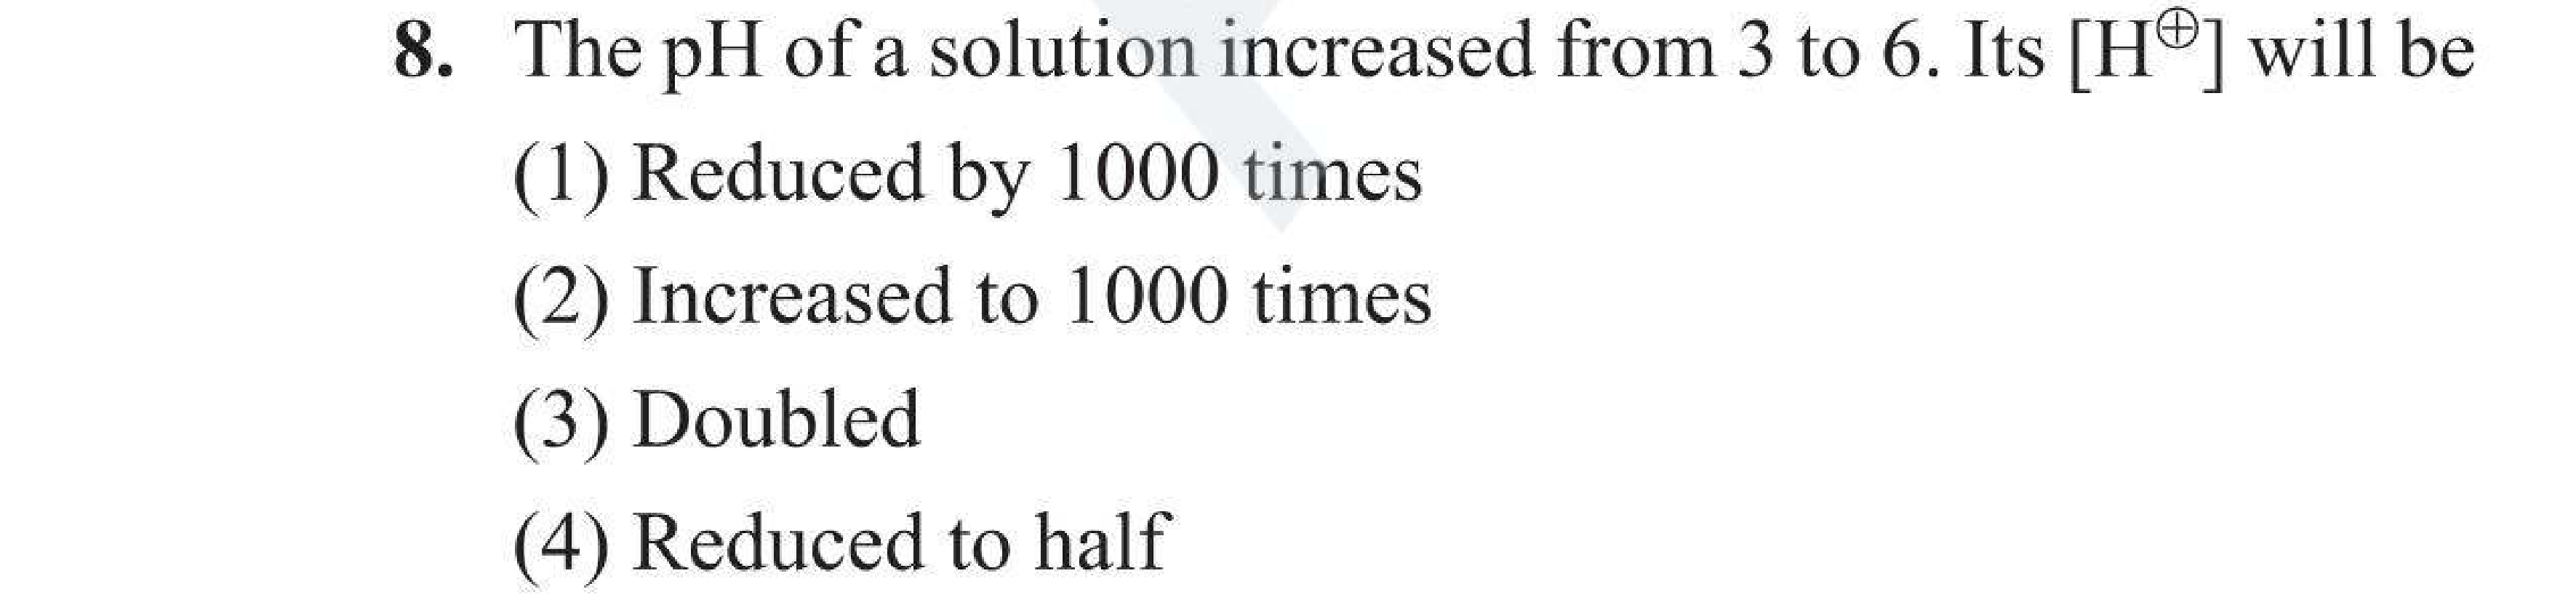 8. The pH of a solution increased from 3 to 6. Its [H⊕] will be
(1) Reduced by 1000 times
(2) Increased to 1000 times
(3) Doubled
(4) Reduced to half